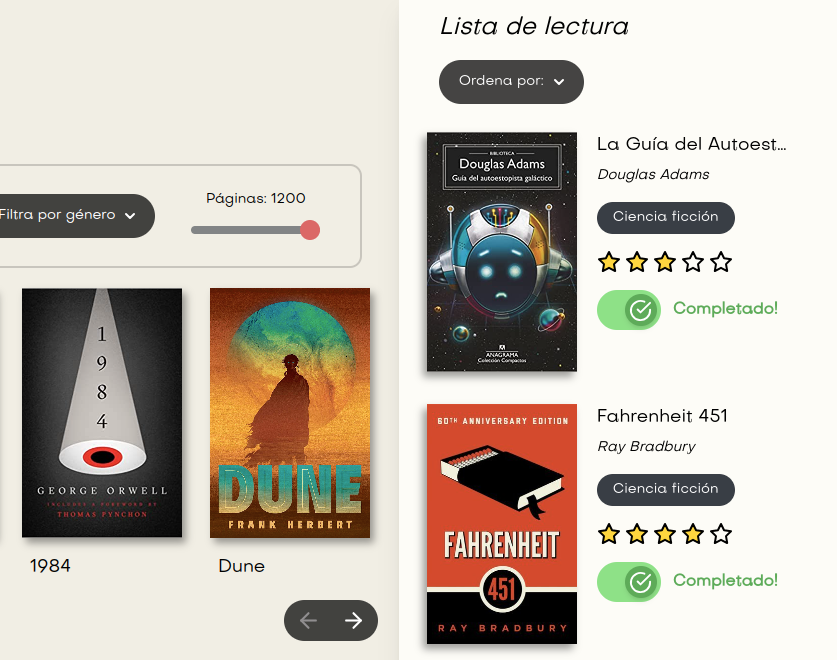 Lista de lectura
Ordena por:
Filtra por género
Páginas: 1200
1
9
8
4
GEORGE ORWELL
INCLUDES A FOREWORD BY
THOMAS PYNCHON
1984
DUNE
FRANK HERBERT
Dune
BIBLIOTECA
Douglas Adams
Guía del autoestopista galáctico
ANAGRAMA
Colección Compactos
La Guía del Autoest...
Douglas Adams
Ciencia ficción
Completado!
60TH ANNIVERSARY EDITION
FAHRENHEIT
451
RAY BRADBURY
Fahrenheit 451
Ray Bradbury
Ciencia ficción
Completado!